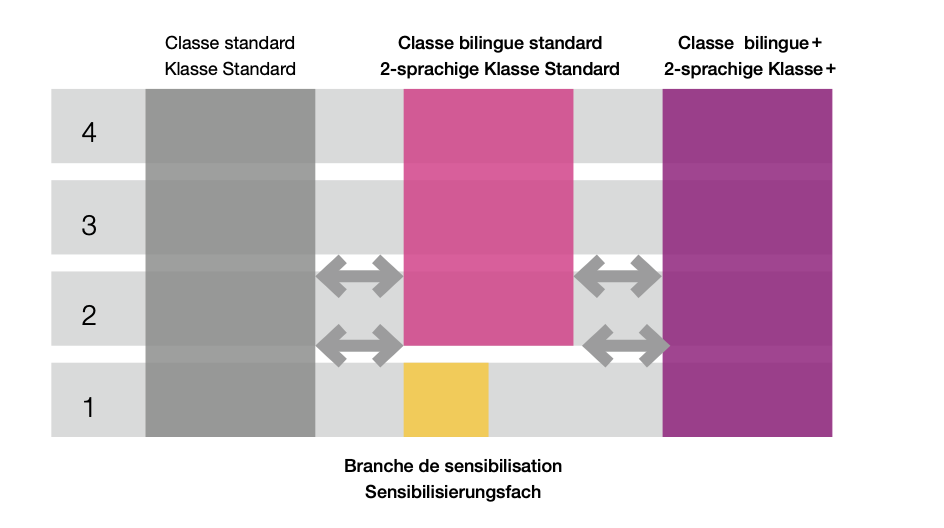 Classe standard
Klasse Standard
Classe bilingue standard
2-sprachige Klasse Standard
Classe bilingue+
2-sprachige Klasse+
4
3
2
1
Branche de sensibilisation
Sensibilisierungsfach